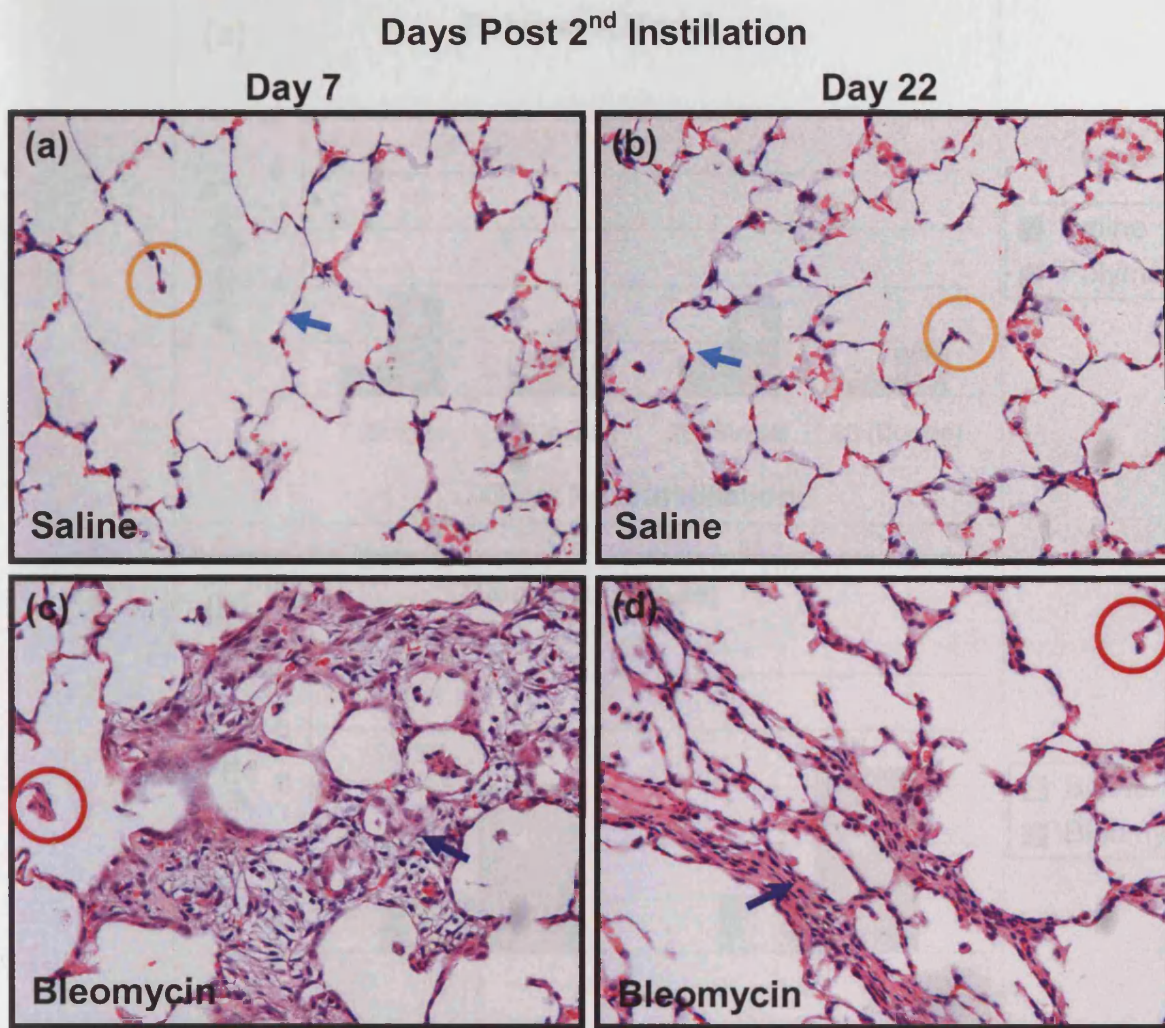 Days Post 2nd Instillation
Day 7
Day 22
(a)
(b)
Saline
Saline
(c)
(d)
Bleomycin
Bleomycin